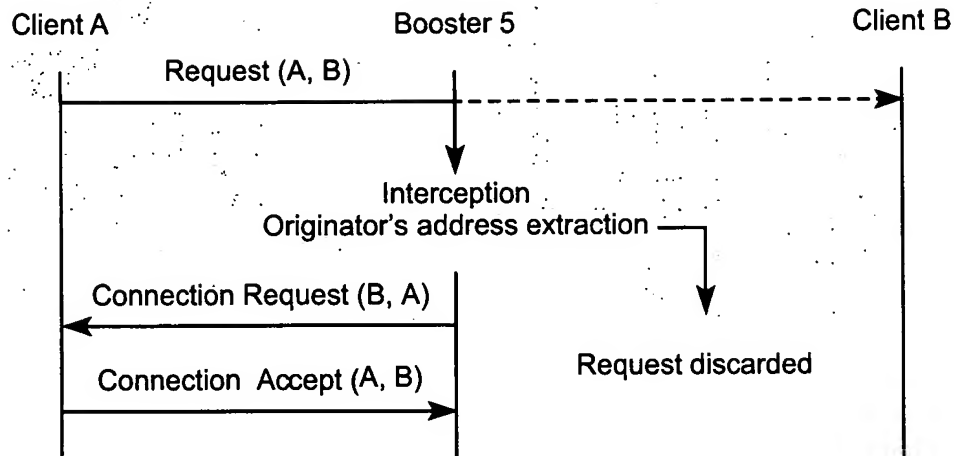 Client A
Booster 5
Client B
Request (A, B)
Interception
Originator's address extraction
Connection Request (B, A)
Request discarded
Connection Accept (A, B)